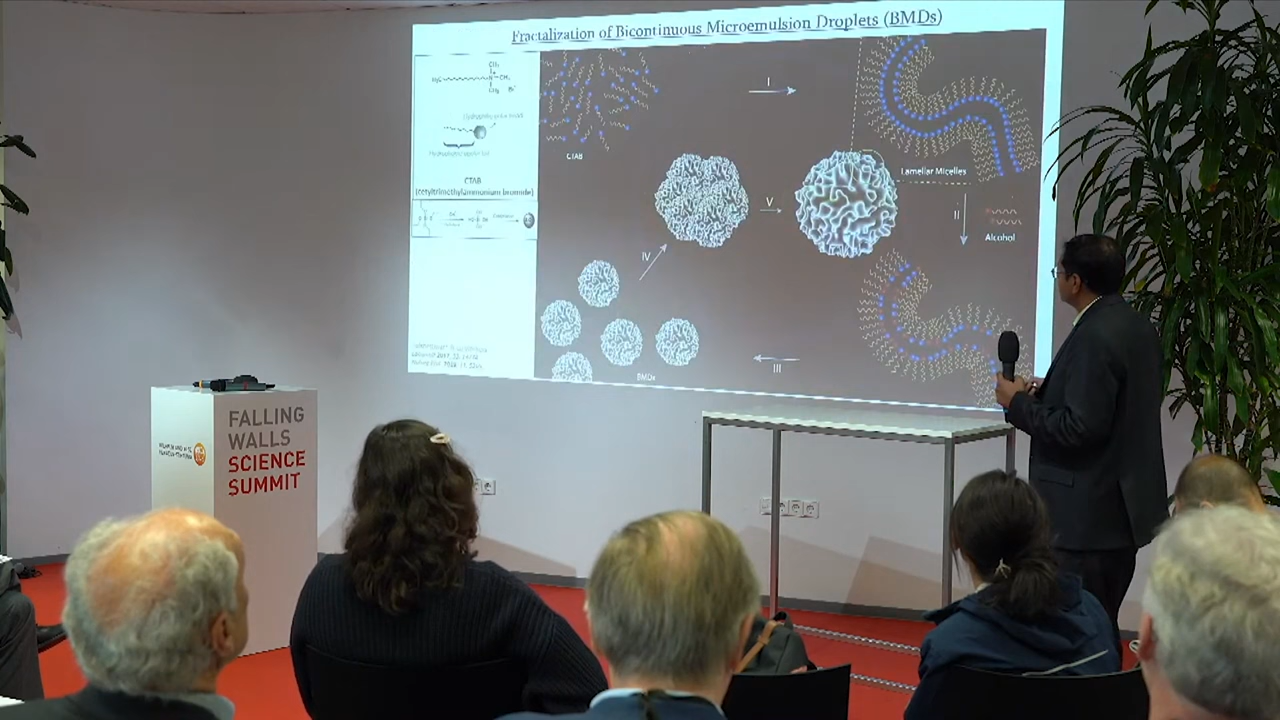 Fractalization of Bicontinuous Microemulsion Droplets (BMDs)
CTAB
(cetyltrimethylammonium bromide)
CTAB
I
Lamellar Micelles
II
Alcohol
V
IV
III
BMDs
FALLING
WALLS
SCIENCE
SUMMIT